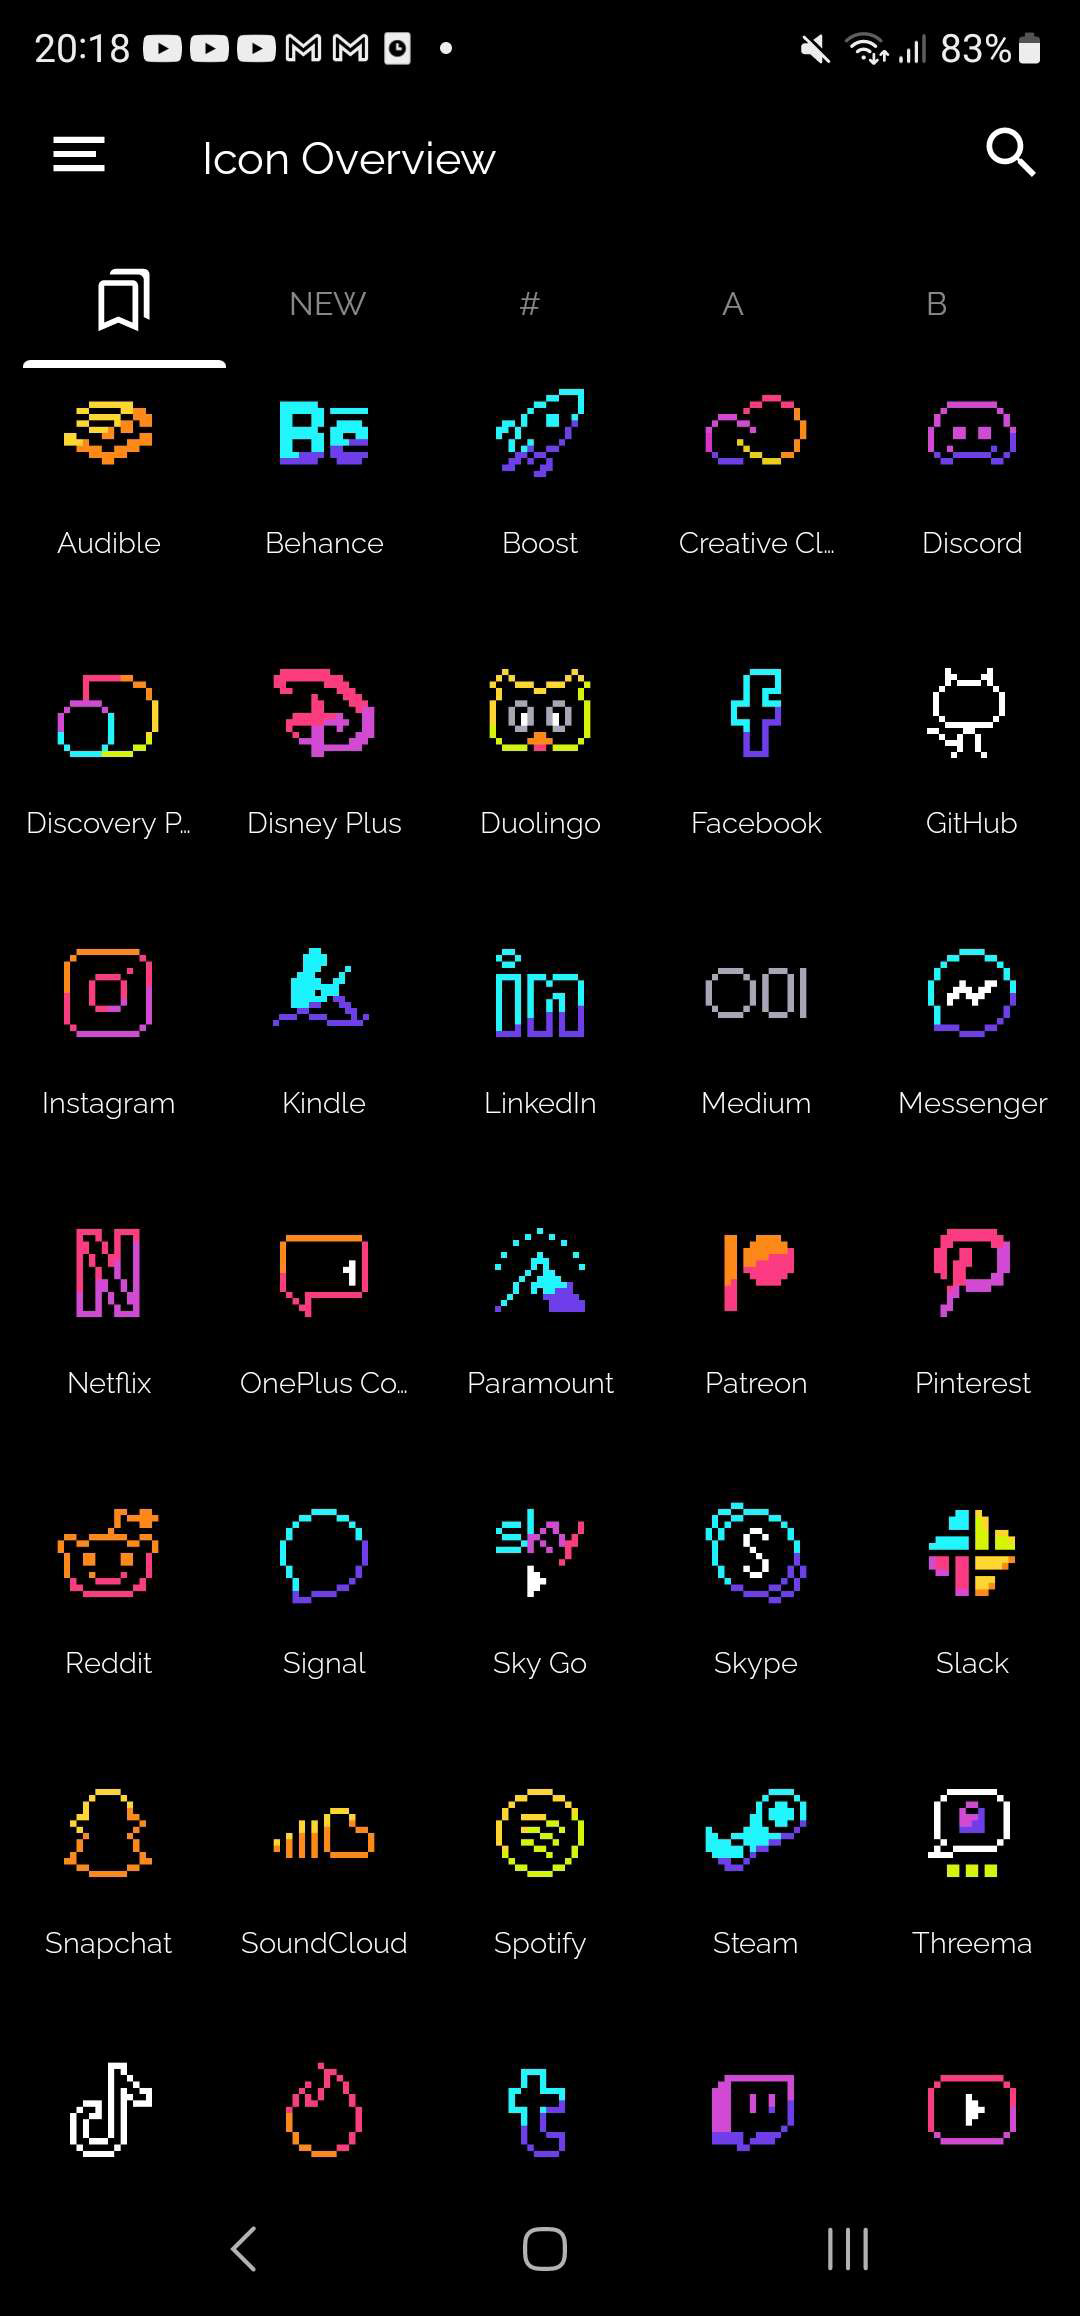 20:18 83%
Icon Overview
NEW # A B
Audible Behance Boost Creative Cl... Discord
Discovery P... Disney Plus Duolingo Facebook GitHub
Instagram Kindle LinkedIn Medium Messenger
Netflix OnePlus Co... Paramount Patreon Pinterest
Reddit Signal Sky Go Skype Slack
Snapchat SoundCloud Spotify Steam Threema